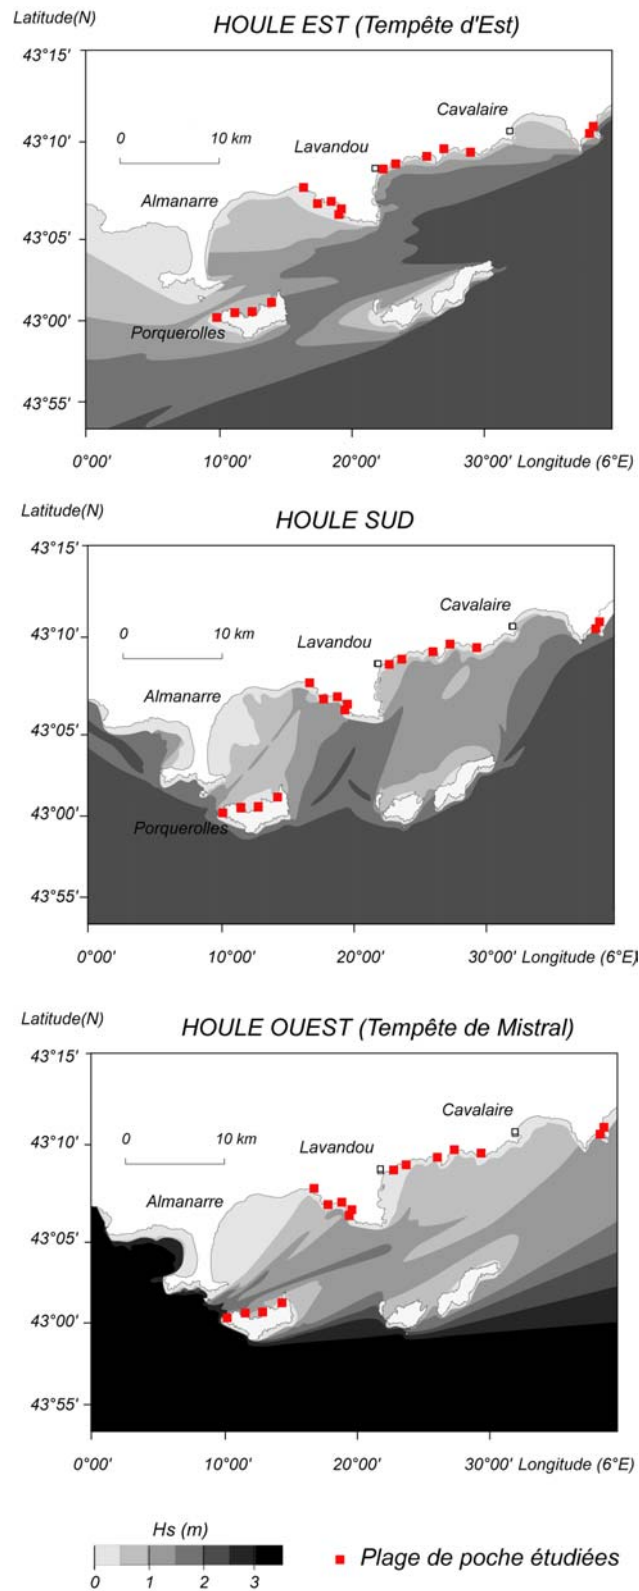 Latitude(N)
HOULE EST (Tempête d'Est)
43°15'
Cavalaire
0 10 km
43°10'
Lavandou
Almanarre
43°05'
43°00'
Porquerolles
43°55'
0°00' 10°00' 20°00' 30°00' Longitude (6°E)
Latitude(N)
HOULE SUD
43°15'
Cavalaire
0 10 km
43°10'
Lavandou
Almanarre
43°05'
43°00'
Porquerolles
43°55'
0°00' 10°00' 20°00' 30°00' Longitude (6°E)
Latitude(N)
HOULE OUEST (Tempête de Mistral)
43°15'
Cavalaire
0 10 km
43°10'
Lavandou
Almanarre
43°05'
43°00'
43°55'
0°00' 10°00' 20°00' 30°00' Longitude (6°E)
Hs (m)
0 1 2 3
Plage de poche étudiées